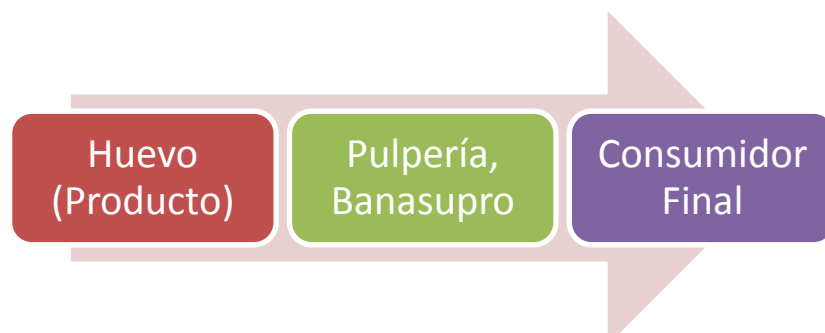 Huevo
(Producto)
Pulpería,
Banasupro
Consumidor
Final